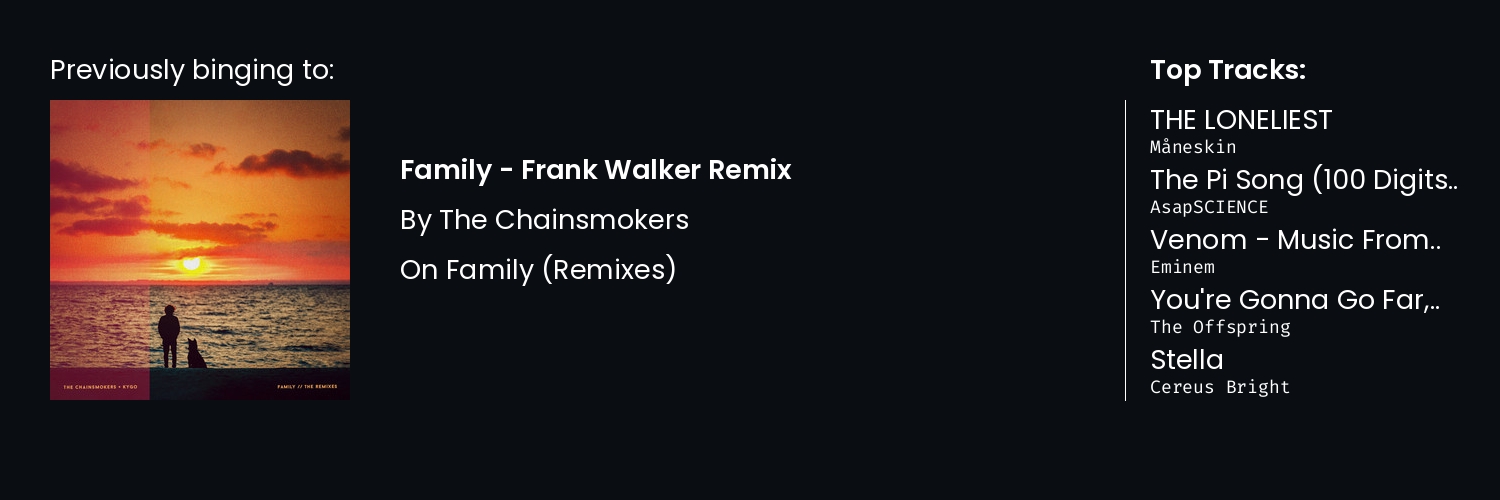 Previously binging to:
THE CHAINSMOKERS • KYGO
FAMILY // THE REMIXES
Family - Frank Walker Remix
By The Chainsmokers
On Family (Remixes)
Top Tracks:
THE LONELIEST
Måneskin
The Pi Song (100 Digits..
AsapSCIENCE
Venom - Music From..
Eminem
You're Gonna Go Far,..
The Offspring
Stella
Cereus Bright